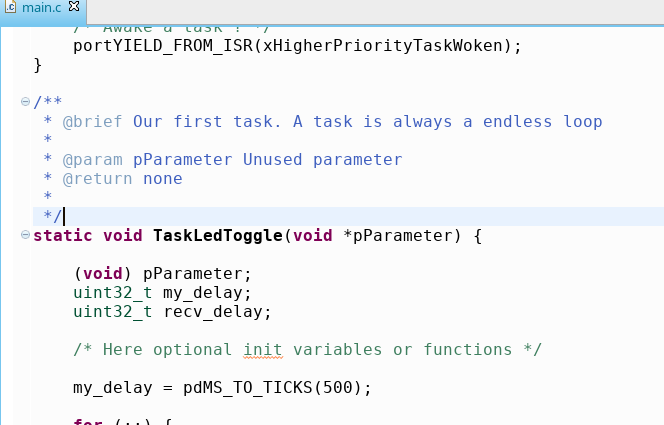 main.c
/* Awake a task ? */
portYIELD_FROM_ISR(xHigherPriorityTaskWoken);
}
/**
* @brief Our first task. A task is always a endless loop
*
* @param pParameter Unused parameter
* @return none
*
*/
static void TaskLedToggle(void *pParameter) {
(void) pParameter;
uint32_t my_delay;
uint32_t recv_delay;
/* Here optional init variables or functions */
my_delay = pdMS_TO_TICKS(500);
for (;;) {